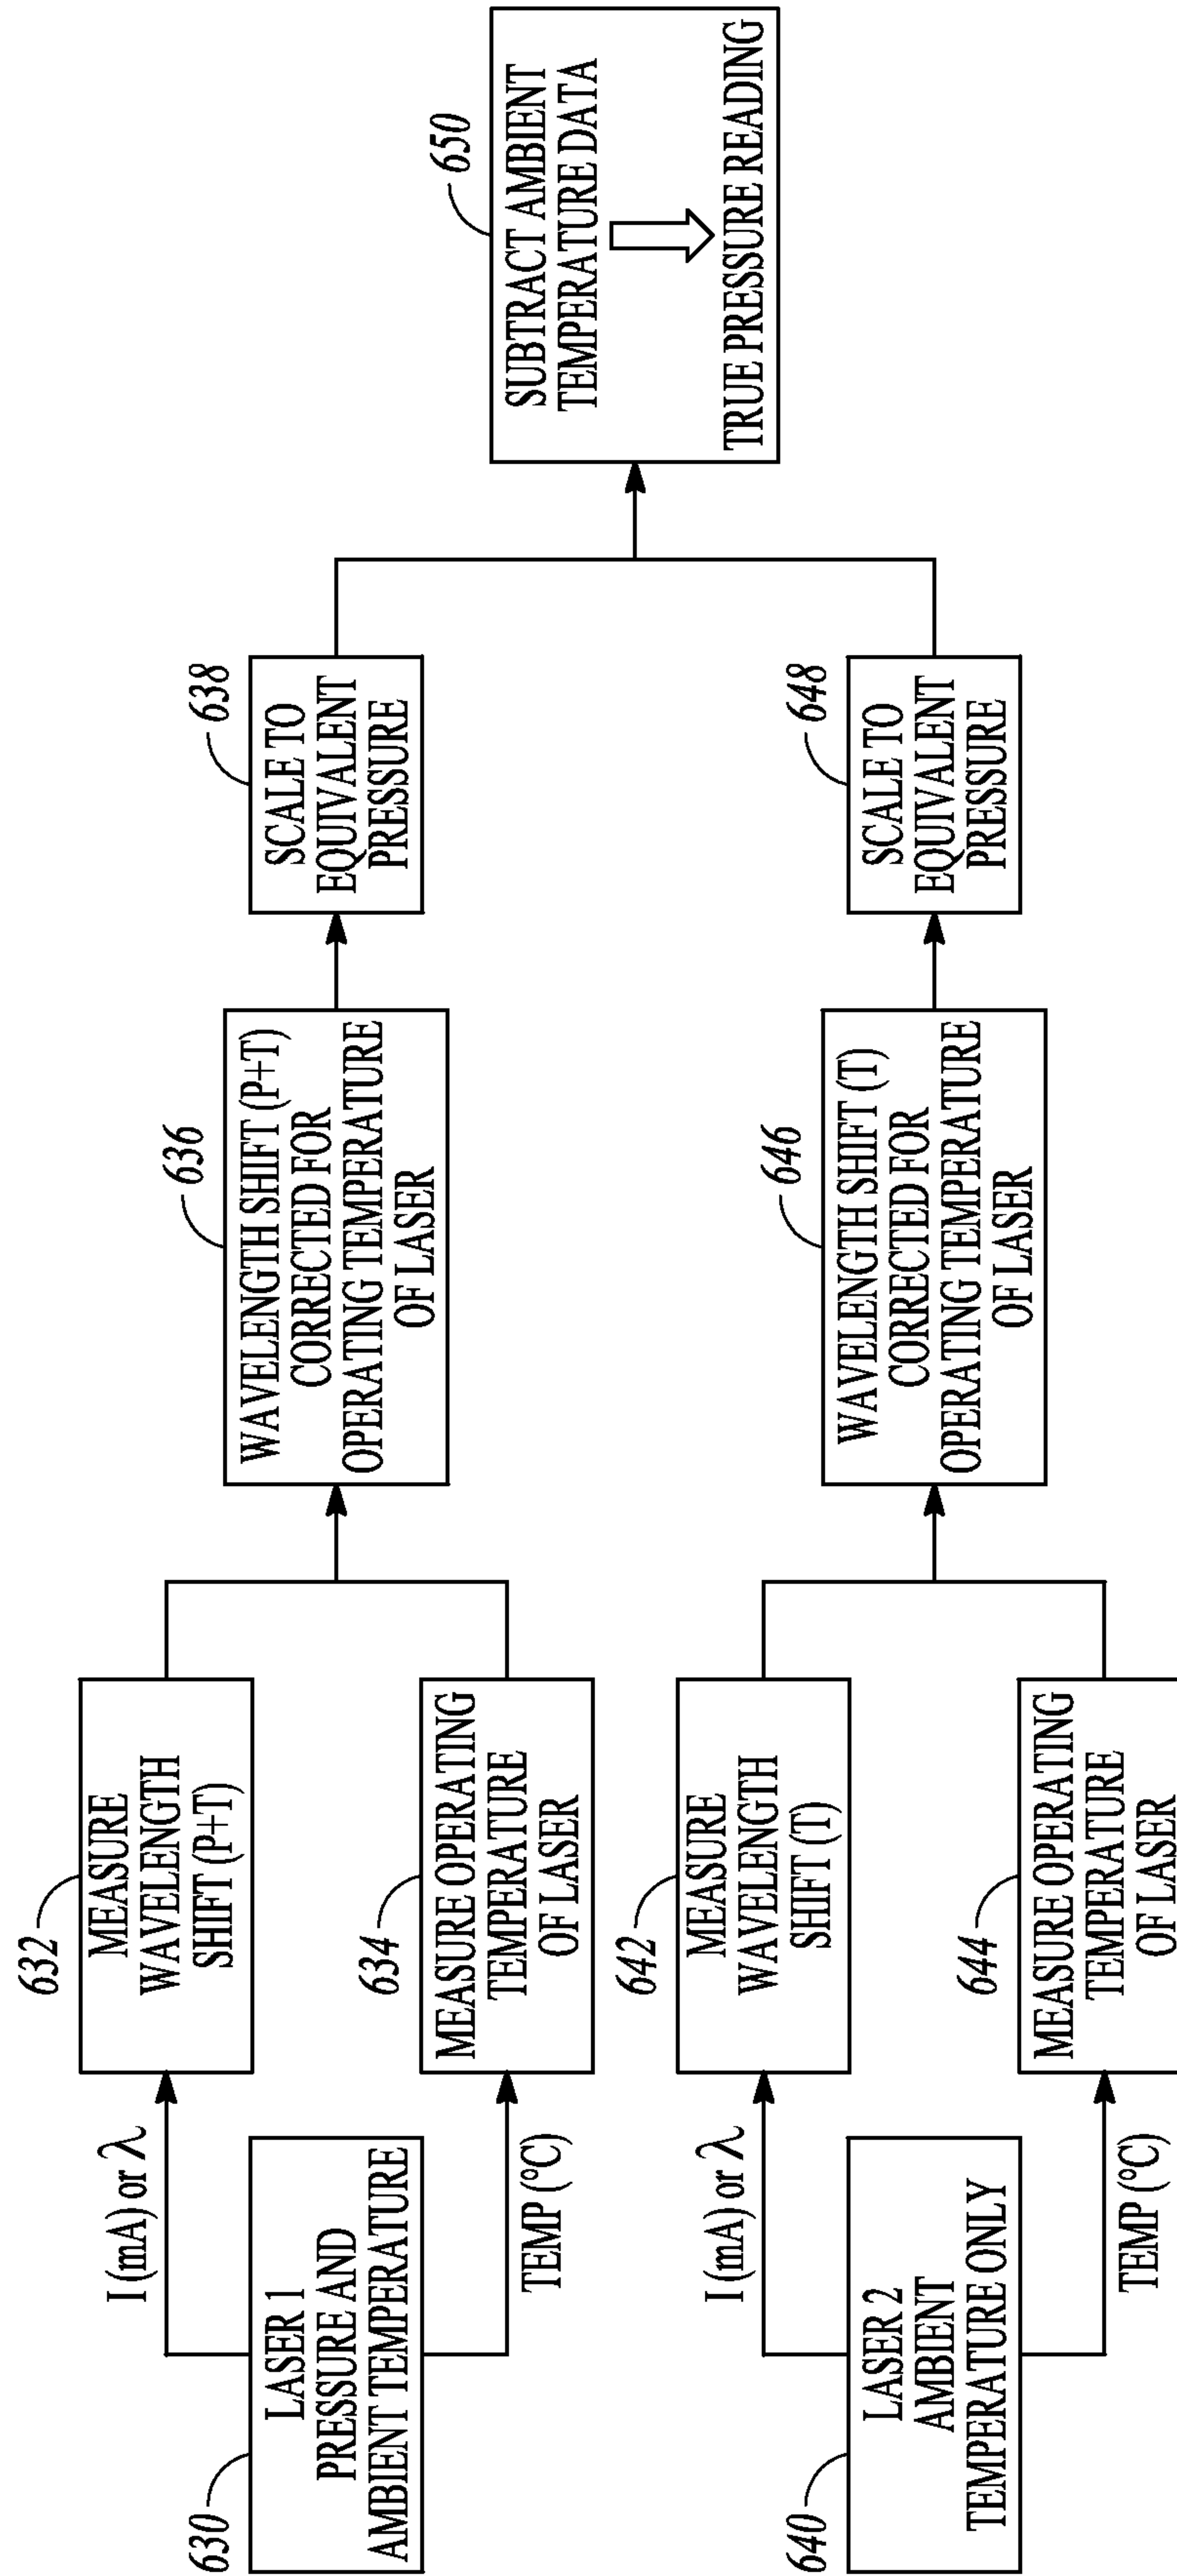 630
LASER 1
PRESSURE AND
AMBIENT TEMPERATURE
I (mA) or λ
TEMP (°C)
632
MEASURE
WAVELENGTH
SHIFT (P+T)
634
MEASURE OPERATING
TEMPERATURE
OF LASER
636
WAVELENGTH SHIFT (P+T)
CORRECTED FOR
OPERATING TEMPERATURE
OF LASER
638
SCALE TO
EQUIVALENT
PRESSURE
640
LASER 2
AMBIENT
TEMPERATURE ONLY
I (mA) or λ
TEMP (°C)
642
MEASURE
WAVELENGTH
SHIFT (T)
644
MEASURE OPERATING
TEMPERATURE
OF LASER
646
WAVELENGTH SHIFT (T)
CORRECTED FOR
OPERATING TEMPERATURE
OF LASER
648
SCALE TO
EQUIVALENT
PRESSURE
650
SUBTRACT AMBIENT
TEMPERATURE DATA
TRUE PRESSURE READING